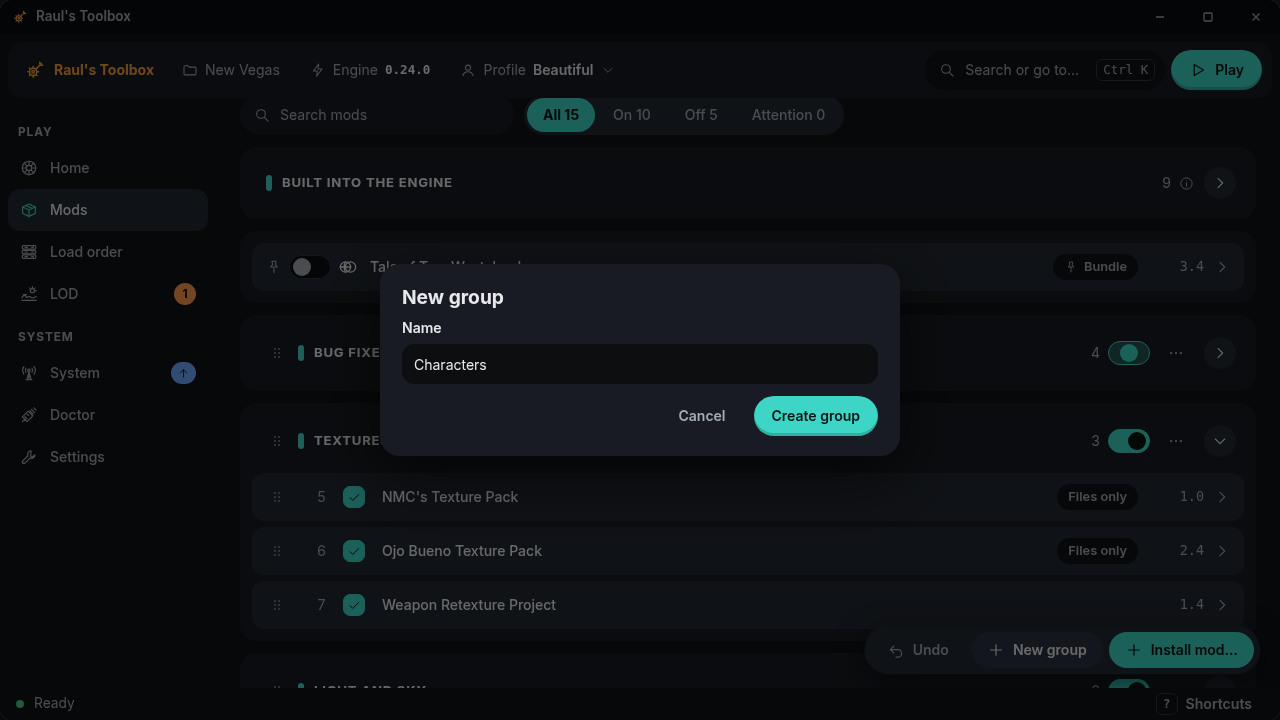 Raul's Toolbox
Raul's Toolbox
New Vegas
Engine 0.24.0
Profile Beautiful
Search or go to...
Ctrl K
Play
PLAY
Home
Mods
Load order
LOD
1
SYSTEM
System
Doctor
Settings
Search mods
All 15
On 10
Off 5
Attention 0
BUILT INTO THE ENGINE
9
Bundle
3.4
BUG FIXE
4
New group
Name
Characters
Cancel
Create group
TEXTURE
3
5 NMC's Texture Pack Files only 1.0
6 Ojo Bueno Texture Pack Files only 2.4
7 Weapon Retexture Project 1.4
Undo
New group
Install mod...
Ready
? Shortcuts